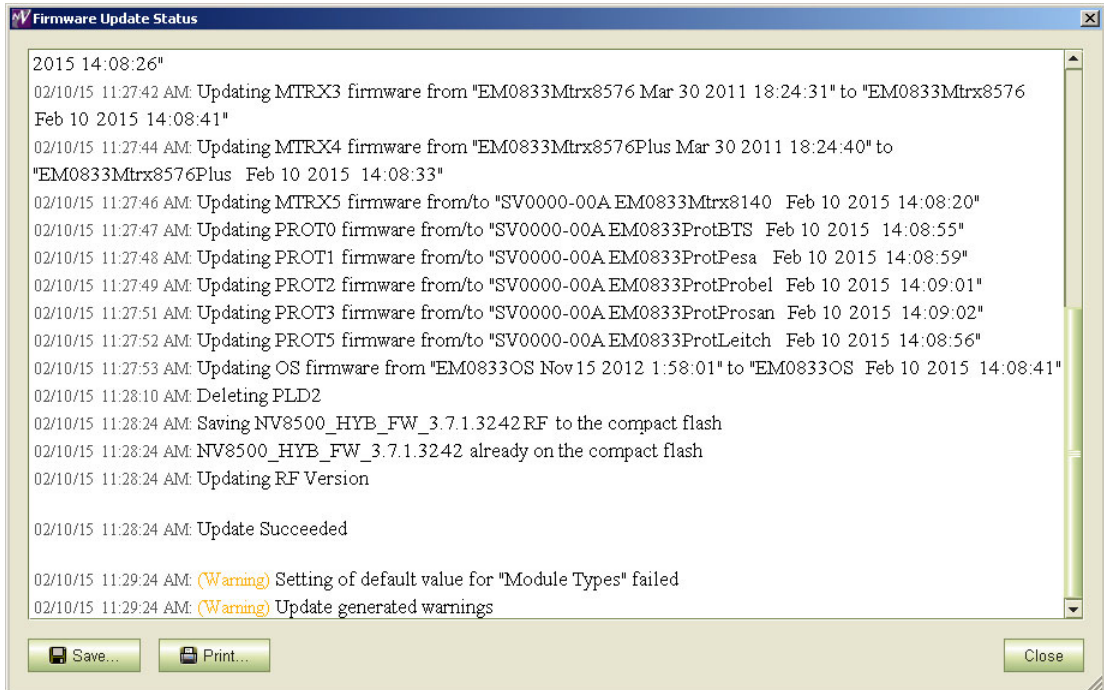 Firmware Update Status
2015 14:08:26"
02/10/15 11:27:42 AM: Updating MTRX3 firmware from "EM0833Mtrx8576 Mar 30 2011 18:24:31" to "EM0833Mtrx8576
Feb 10 2015 14:08:41"
02/10/15 11:27:44 AM: Updating MTRX4 firmware from "EM0833Mtrx8576Plus Mar 30 2011 18:24:40" to
"EM0833Mtrx8576Plus Feb 10 2015 14:08:33"
02/10/15 11:27:46 AM: Updating MTRX5 firmware from/to "SV0000-00A EM0833Mtrx8140 Feb 10 2015 14:08:20"
02/10/15 11:27:47 AM: Updating PROT0 firmware from/to "SV0000-00A EM0833ProtBTS Feb 10 2015 14:08:55"
02/10/15 11:27:48 AM: Updating PROT1 firmware from/to "SV0000-00A EM0833ProtPesa Feb 10 2015 14:08:59"
02/10/15 11:27:49 AM: Updating PROT2 firmware from/to "SV0000-00A EM0833ProtProbel Feb 10 2015 14:09:01"
02/10/15 11:27:51 AM: Updating PROT3 firmware from/to "SV0000-00A EM0833ProtProsan Feb 10 2015 14:09:02"
02/10/15 11:27:52 AM: Updating PROT5 firmware from/to "SV0000-00A EM0833ProtLeitch Feb 10 2015 14:08:56"
02/10/15 11:27:53 AM: Updating OS firmware from "EM0833OS Nov 15 2012 1:58:01" to "EM0833OS Feb 10 2015 14:08:41"
02/10/15 11:28:10 AM: Deleting PLD2
02/10/15 11:28:24 AM: Saving NV8500_HYB_FW_3.7.1.3242RF to the compact flash
02/10/15 11:28:24 AM: NV8500_HYB_FW_3.7.1.3242 already on the compact flash
02/10/15 11:28:24 AM: Updating RF Version
02/10/15 11:28:24 AM: Update Succeeded
02/10/15 11:29:24 AM: (Warning) Setting of default value for "Module Types" failed
02/10/15 11:29:24 AM: (Warning) Update generated warnings
Save... Print... Close